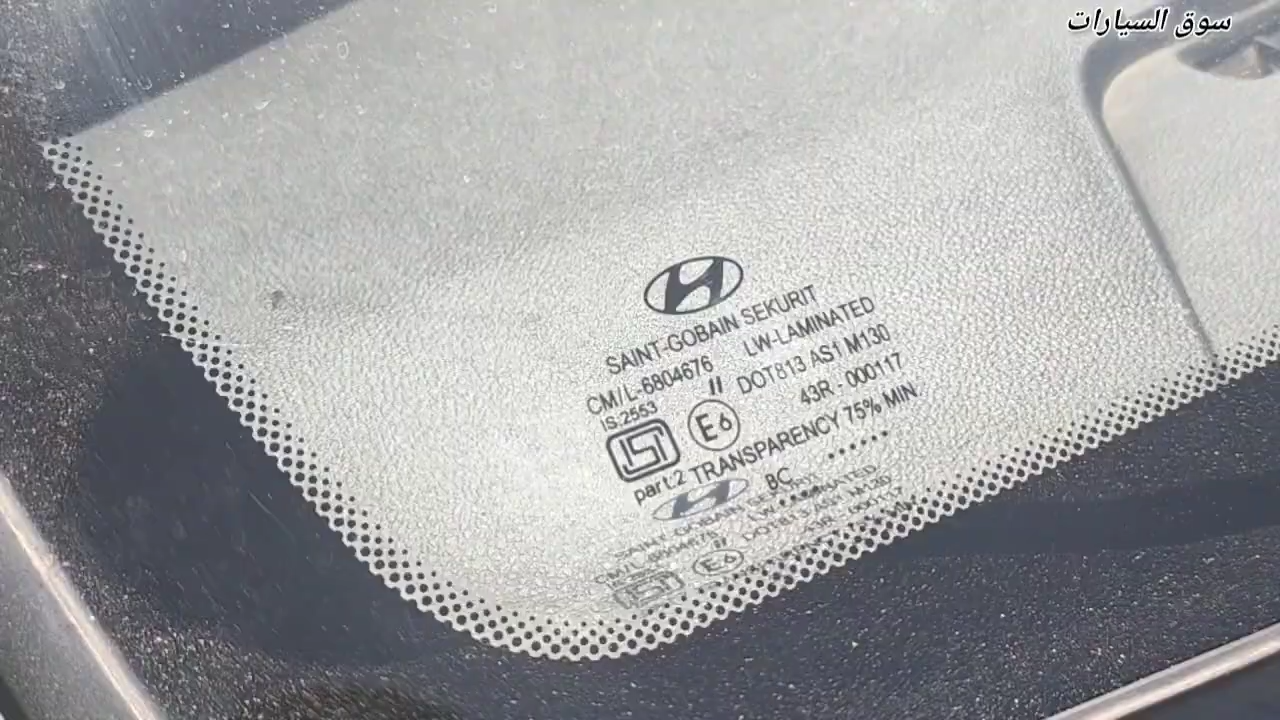 سوق السيارات
SAINT-GOBAIN SEKURIT
CM/L-6804676 LW-LAMINATED
IS:2553 II DOT813 AS1 M130
E6 43R - 000117
part:2 TRANSPARENCY 75% MIN
BC